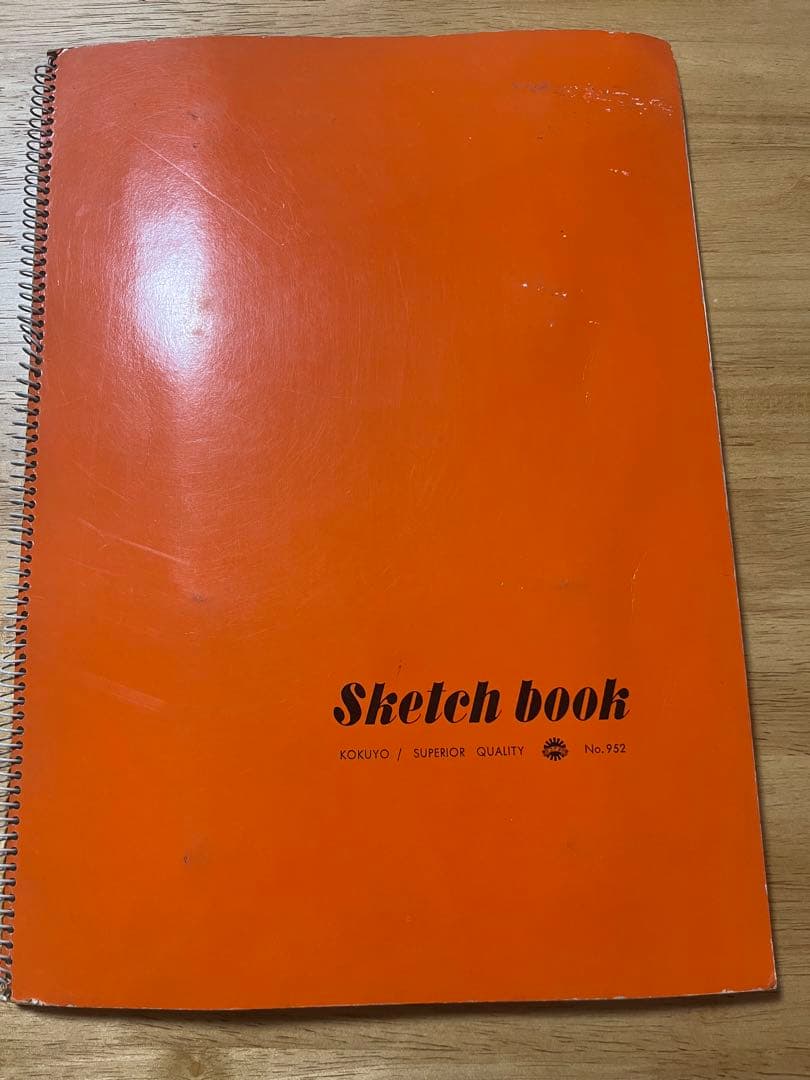 Sketch book
KOKUYO / SUPERIOR QUALITY No.952